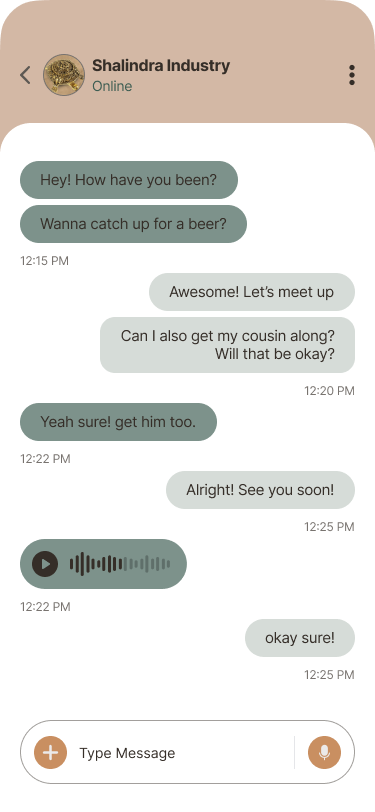 Shalindra Industry
Online
Hey! How have you been?
Wanna catch up for a beer?
12:15 PM
Awesome! Let's meet up
Can I also get my cousin along?
Will that be okay?
12:20 PM
Yeah sure! get him too.
12:22 PM
Alright! See you soon!
12:25 PM
12:22 PM
okay sure!
12:25 PM
Type Message